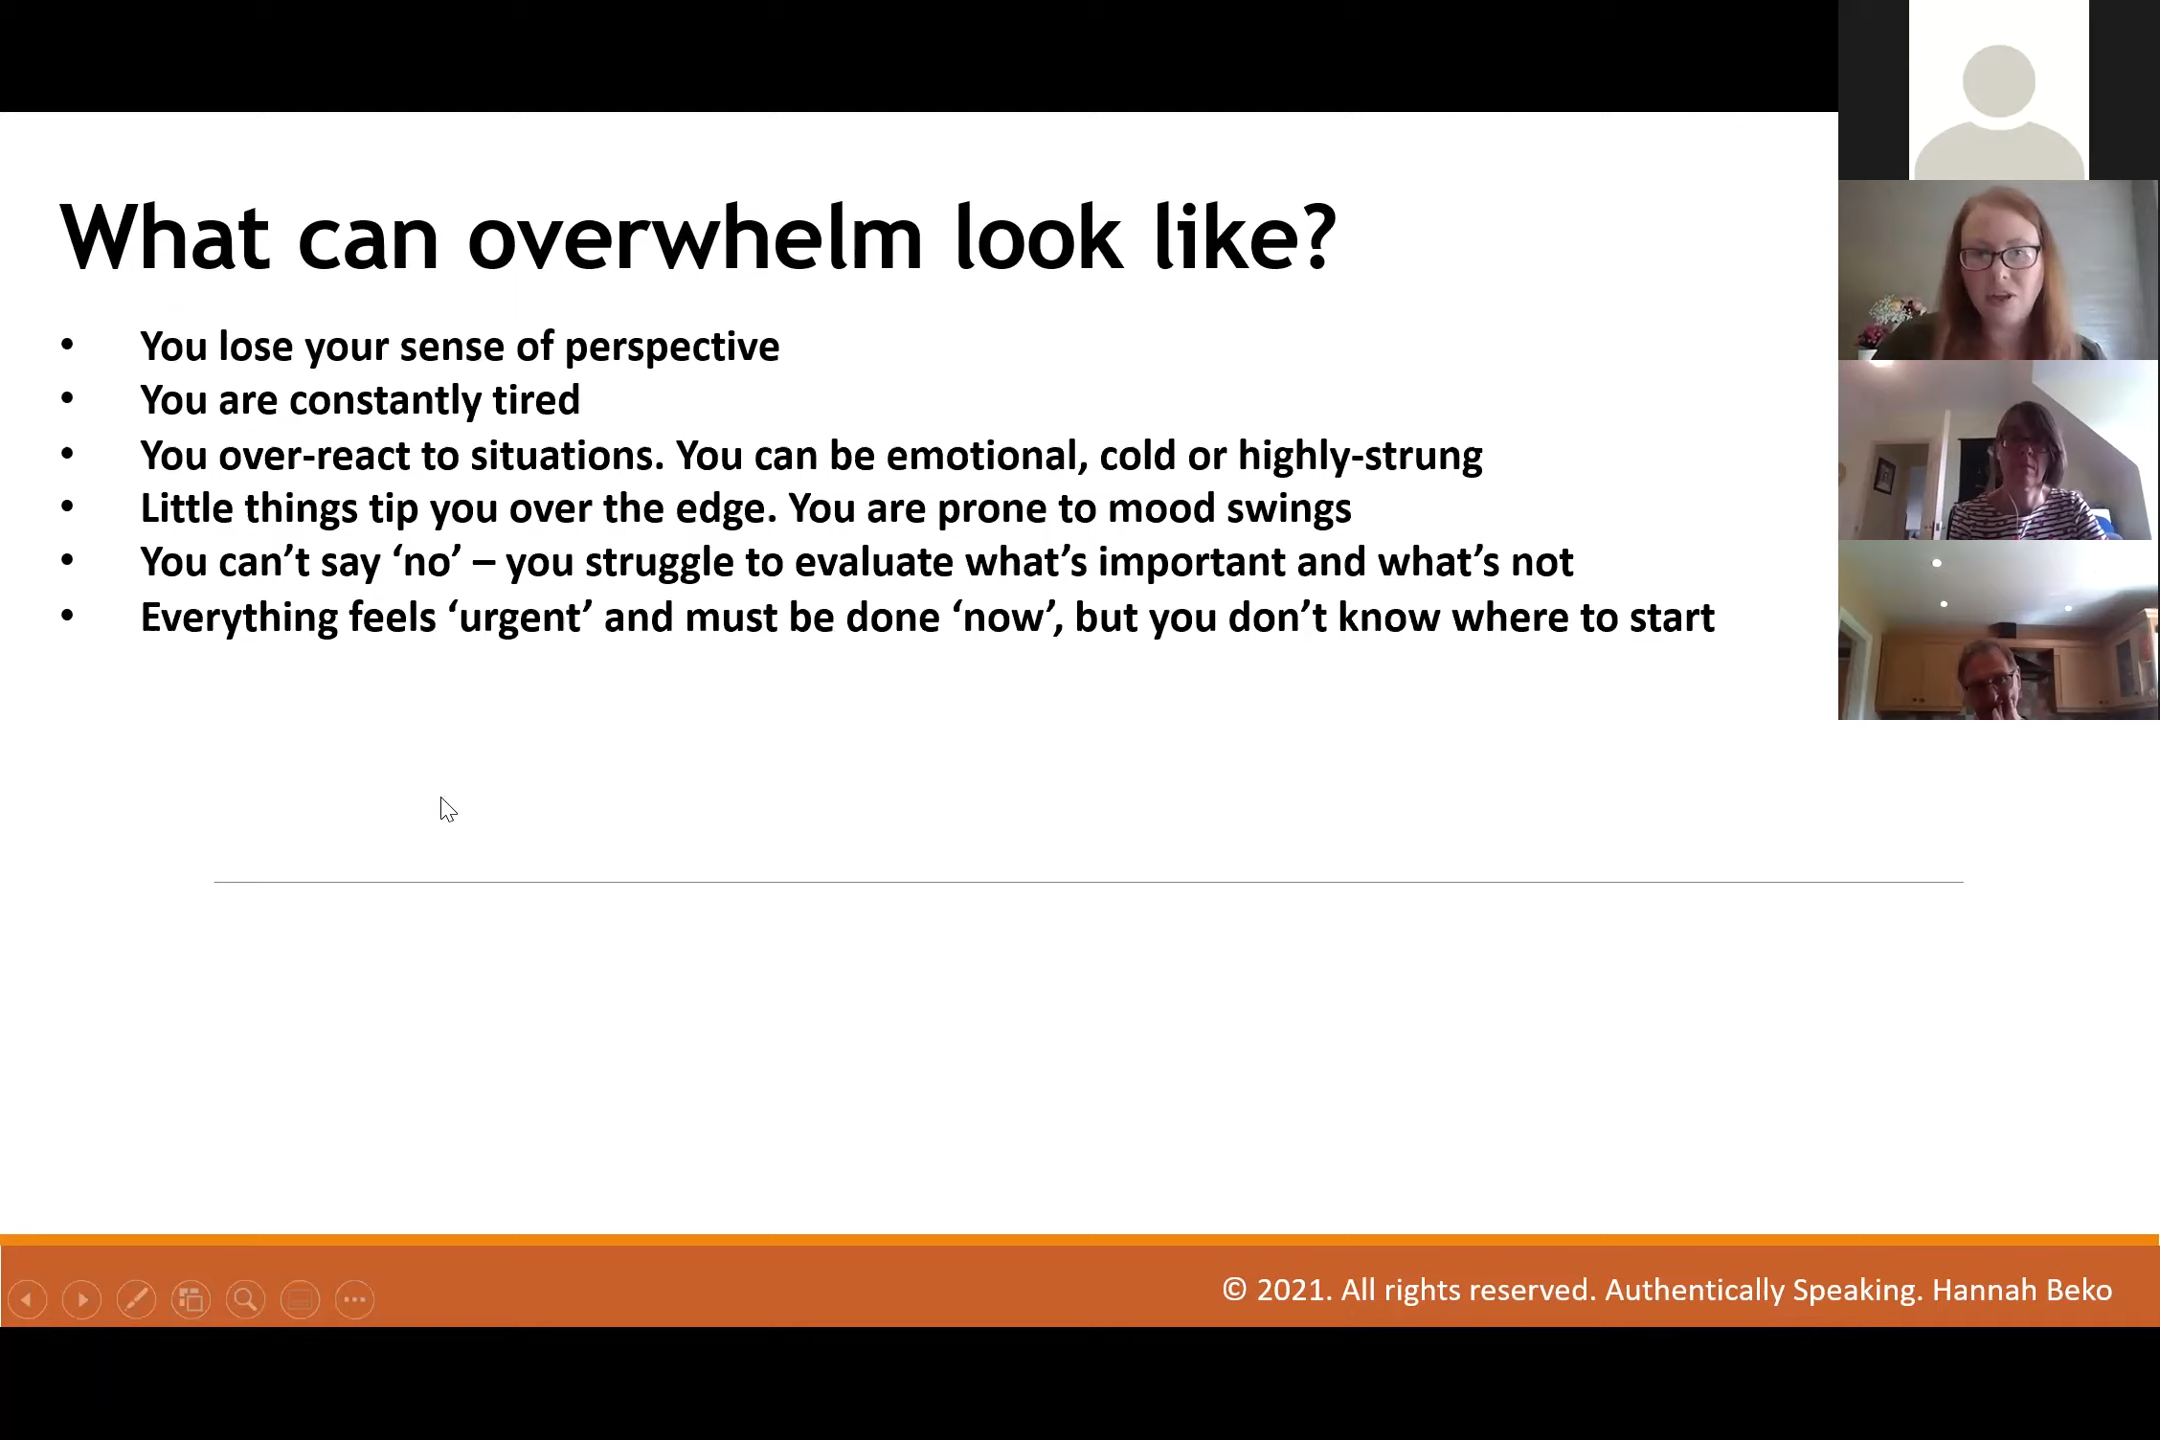 What can overwhelm look like?
• You lose your sense of perspective
• You are constantly tired
• You over-react to situations. You can be emotional, cold or highly-strung
• Little things tip you over the edge. You are prone to mood swings
• You can’t say ‘no’ – you struggle to evaluate what’s important and what’s not
• Everything feels ‘urgent’ and must be done ‘now’, but you don’t know where to start
© 2021. All rights reserved. Authentically Speaking. Hannah Beko